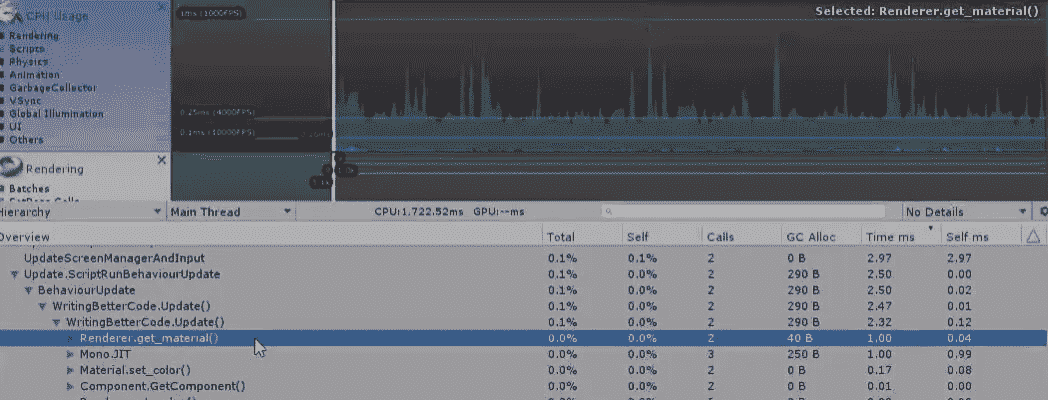 CPU Usage
Rendering
Scripts
Physics
Animation
GarbageCollector
VSync
Global Illumination
UI
Others
1ms (1000FPS)
0.25ms (4000FPS)
0.1ms (10000FPS)
Selected: Renderer.get_material()
Rendering
Batches
Hierarchy Main Thread CPU:1,722.52ms GPU:--ms No Details
Overview Total Self Calls GC Alloc Time ms Self ms
UpdateScreenManagerAndInput 0.1% 0.1% 2 0 B 2.97 2.97
Update.ScriptRunBehaviourUpdate 0.1% 0.0% 2 290 B 2.50 0.00
BehaviourUpdate 0.1% 0.0% 2 290 B 2.50 0.02
WritingBetterCode.Update() 0.1% 0.0% 2 290 B 2.47 0.01
WritingBetterCode.Update() 0.1% 0.0% 2 290 B 2.32 0.12
Renderer.get_material() 0.0% 0.0% 2 40 B 1.00 0.04
Mono.JIT 0.0% 0.0% 3 250 B 1.00 0.99
Material.set_color() 0.0% 0.0% 2 0 B 0.17 0.08
Component.GetComponent() 0.0% 0.0% 2 0 B 0.01 0.00